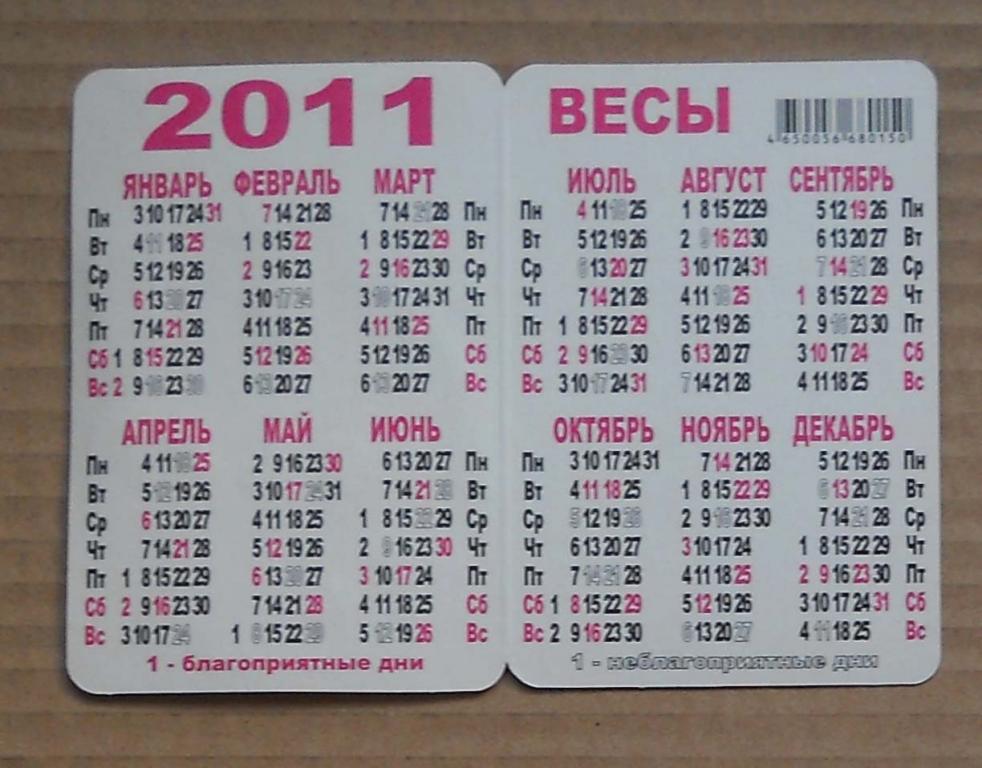 2011
ЯНВАРЬ ФЕВРАЛЬ МАРТ
Пн 3 10 17 24 31 7 14 21 28 7 14 21 28 Пн
Вт 4 11 18 25 1 8 15 22 1 8 15 22 29 Вт
Ср 5 12 19 26 2 9 16 23 2 9 16 23 30 Ср
Чт 6 13 20 27 3 10 17 24 3 10 17 24 31 Чт
Пт 7 14 21 28 4 11 18 25 4 11 18 25 Пт
Сб 1 8 15 22 29 5 12 19 26 5 12 19 26 Сб
Вс 2 9 16 23 30 6 13 20 27 6 13 20 27 Вс
АПРЕЛЬ МАЙ ИЮНЬ
Пн 4 11 18 25 2 9 16 23 30 6 13 20 27 Пн
Вт 5 12 19 26 3 10 17 24 31 7 14 21 28 Вт
Ср 6 13 20 27 4 11 18 25 1 8 15 22 29 Ср
Чт 7 14 21 28 5 12 19 26 2 9 16 23 30 Чт
Пт 1 8 15 22 29 6 13 20 27 3 10 17 24 Пт
Сб 2 9 16 23 30 7 14 21 28 4 11 18 25 Сб
Вс 3 10 17 24 1 8 15 22 29 5 12 19 26 Вс
1 - благоприятные дни
ВЕСЫ
4 650056 680150
ИЮЛЬ АВГУСТ СЕНТЯБРЬ
Пн 4 11 18 25 1 8 15 22 29 5 12 19 26 Пн
Вт 5 12 19 26 2 9 16 23 30 6 13 20 27 Вт
Ср 6 13 20 27 3 10 17 24 31 7 14 21 28 Ср
Чт 7 14 21 28 4 11 18 25 1 8 15 22 29 Чт
Пт 1 8 15 22 29 5 12 19 26 2 9 16 23 30 Пт
Сб 2 9 16 23 30 6 13 20 27 3 10 17 24 Сб
Вс 3 10 17 24 31 7 14 21 28 4 11 18 25 Вс
ОКТЯБРЬ НОЯБРЬ ДЕКАБРЬ
Пн 3 10 17 24 31 7 14 21 28 5 12 19 26 Пн
Вт 4 11 18 25 1 8 15 22 29 6 13 20 27 Вт
Ср 5 12 19 26 2 9 16 23 30 7 14 21 28 Ср
Чт 6 13 20 27 3 10 17 24 1 8 15 22 29 Чт
Пт 7 14 21 28 4 11 18 25 2 9 16 23 30 Пт
Сб 1 8 15 22 29 5 12 19 26 3 10 17 24 31 Сб
Вс 2 9 16 23 30 6 13 20 27 4 11 18 25 Вс
1 - неблагоприятные дни